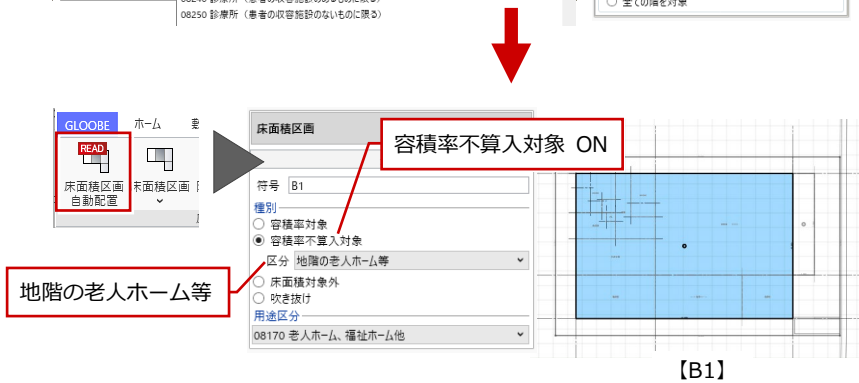 08250 診療所（患者の収容施設のないものに限る）
全ての階を対象
GLOOBE ホーム
READ
床面積区画
自動配置
床面積区画
床面積区画
容積率不算入対象 ON
符号 B1
種別
容積率対象
容積率不算入対象
区分 地階の老人ホーム等
床面積対象外
吹き抜け
用途区分
08170 老人ホーム、福祉ホーム他
地階の老人ホーム等
【B1】